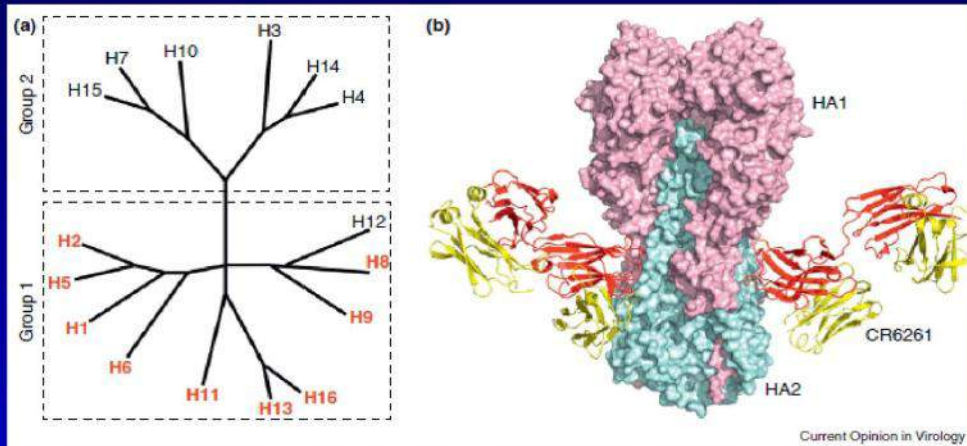 (a)
Group 2
H3
H10
H7
H14
H15
H4
Group 1
H12
H2
H8
H5
H9
H1
H6
H11
H16
H13
(b)
HA1
CR6261
HA2
Current Opinion in Virology